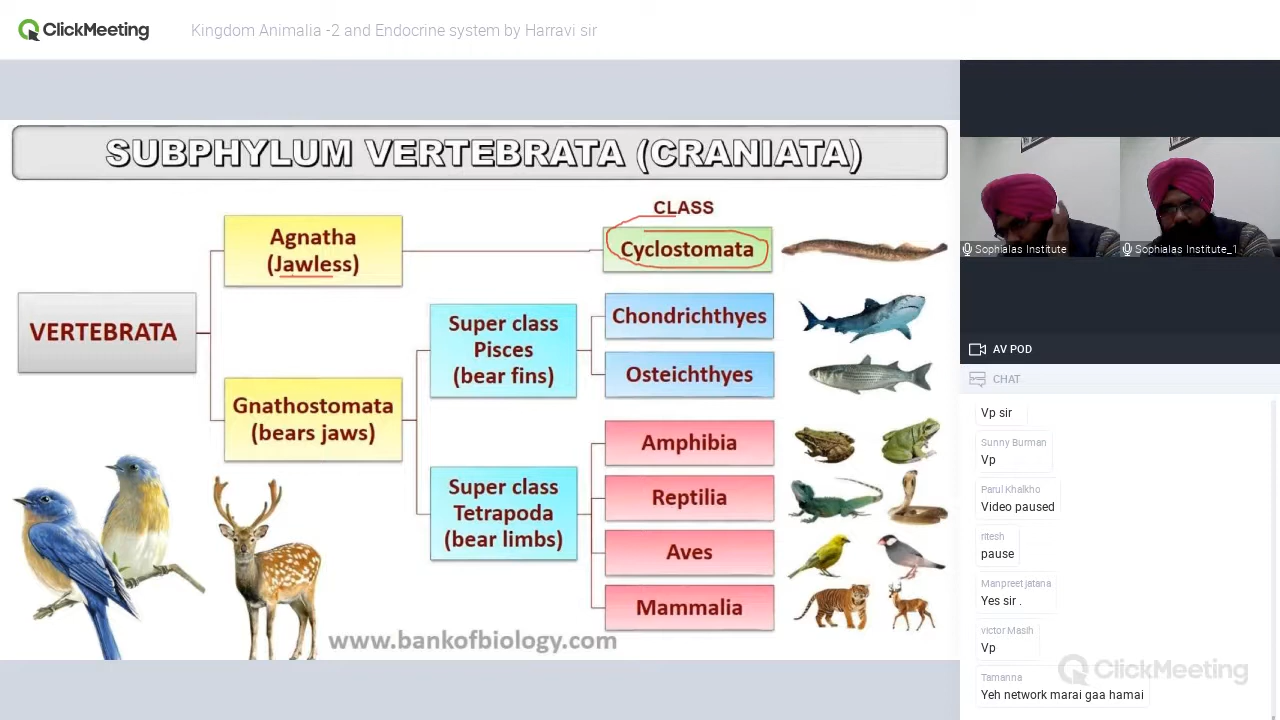 ClickMeeting
Kingdom Animalia -2 and Endocrine system by Harravi sir
SUBPHYLUM VERTEBRATA (CRANIATA)
CLASS
Agnatha
(Jawless)
Cyclostomata
VERTEBRATA
Super class
Pisces
(bear fins)
Chondrichthyes
Osteichthyes
Gnathostomata
(bears jaws)
Super class
Tetrapoda
(bear limbs)
Amphibia
Reptilia
Aves
Mammalia
www.bankofbiology.com
Sophialas Institute
Sophialas Institute_1
AV POD
CHAT
Vp sir
Sunny Burman
Vp
Parul Khalkho
Video paused
ritesh
pause
Manpreet jatana
Yes sir .
victor Masih
Vp
Tamanna
Yeh network marai gaa hamai
ClickMeeting